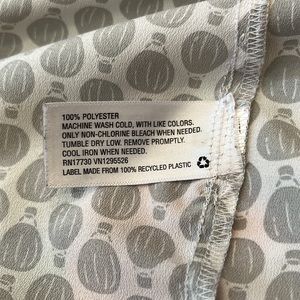 100% POLYESTER
MACHINE WASH COLD, WITH LIKE COLORS.
ONLY NON-CHLORINE BLEACH WHEN NEEDED.
TUMBLE DRY LOW. REMOVE PROMPTLY.
COOL IRON WHEN NEEDED.
RN17730 VN1295526
LABEL MADE FROM 100% RECYCLED PLASTIC